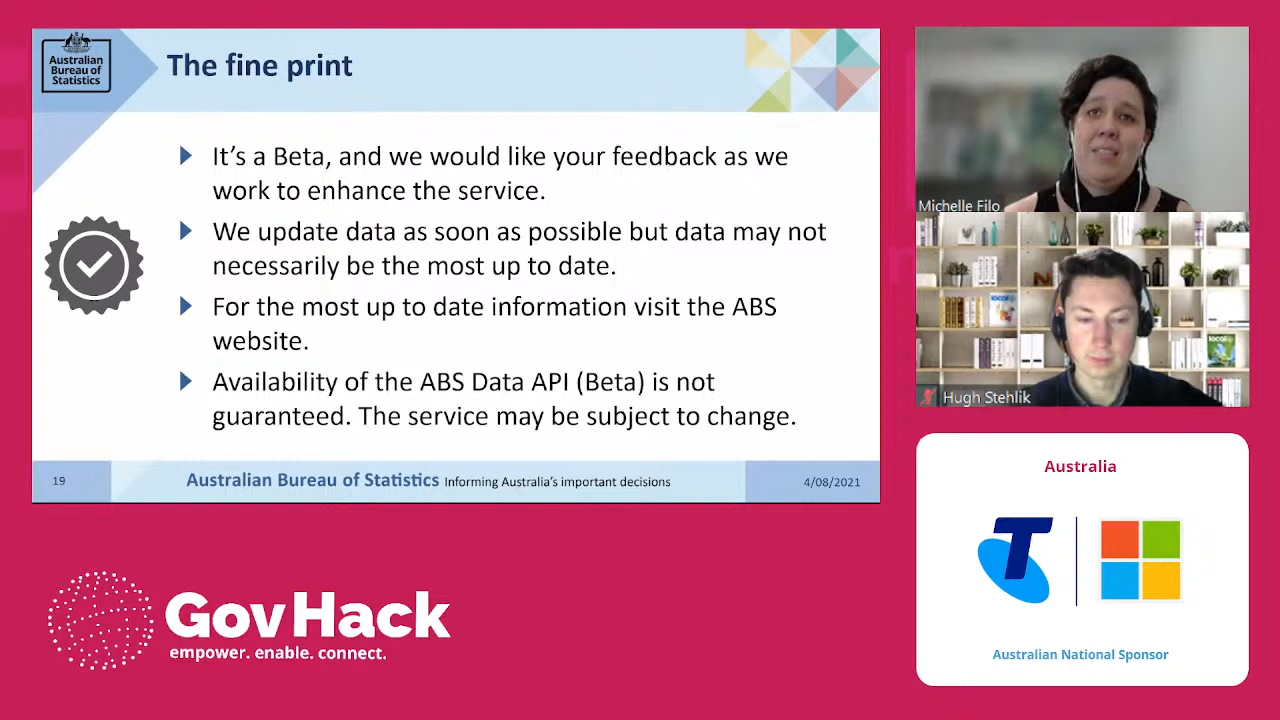 Australian
Bureau of
Statistics
The fine print
It's a Beta, and we would like your feedback as we
work to enhance the service.
We update data as soon as possible but data may not
necessarily be the most up to date.
For the most up to date information visit the ABS
website.
Availability of the ABS Data API (Beta) is not
guaranteed. The service may be subject to change.
19
Australian Bureau of Statistics Informing Australia's important decisions
4/08/2021
Michelle Filo
local
local
Hugh Stehlik
Australia
T
Australian National Sponsor
GovHack
empower. enable. connect.